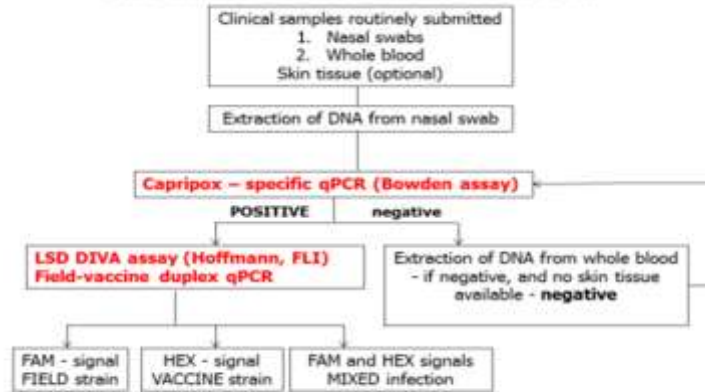 Clinical samples routinely submitted
1. Nasal swabs
2. Whole blood
Skin tissue (optional)
Extraction of DNA from nasal swab
Capripox – specific qPCR (Bowden assay)
POSITIVE negative
LSD DIVA assay (Hoffmann, FLI)
Field-vaccine duplex qPCR
Extraction of DNA from whole blood
- if negative, and no skin tissue
available - negative
FAM - signal
FIELD strain
HEX - signal
VACCINE strain
FAM and HEX signals
MIXED infection